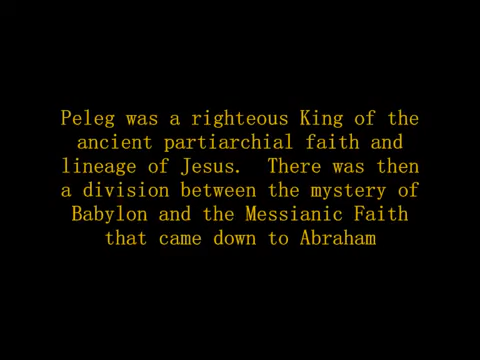 Peleg was a righteous King of the
ancient partiarchial faith and
lineage of Jesus.  There was then
a division between the mystery of
Babylon and the Messianic Faith
that came down to Abraham